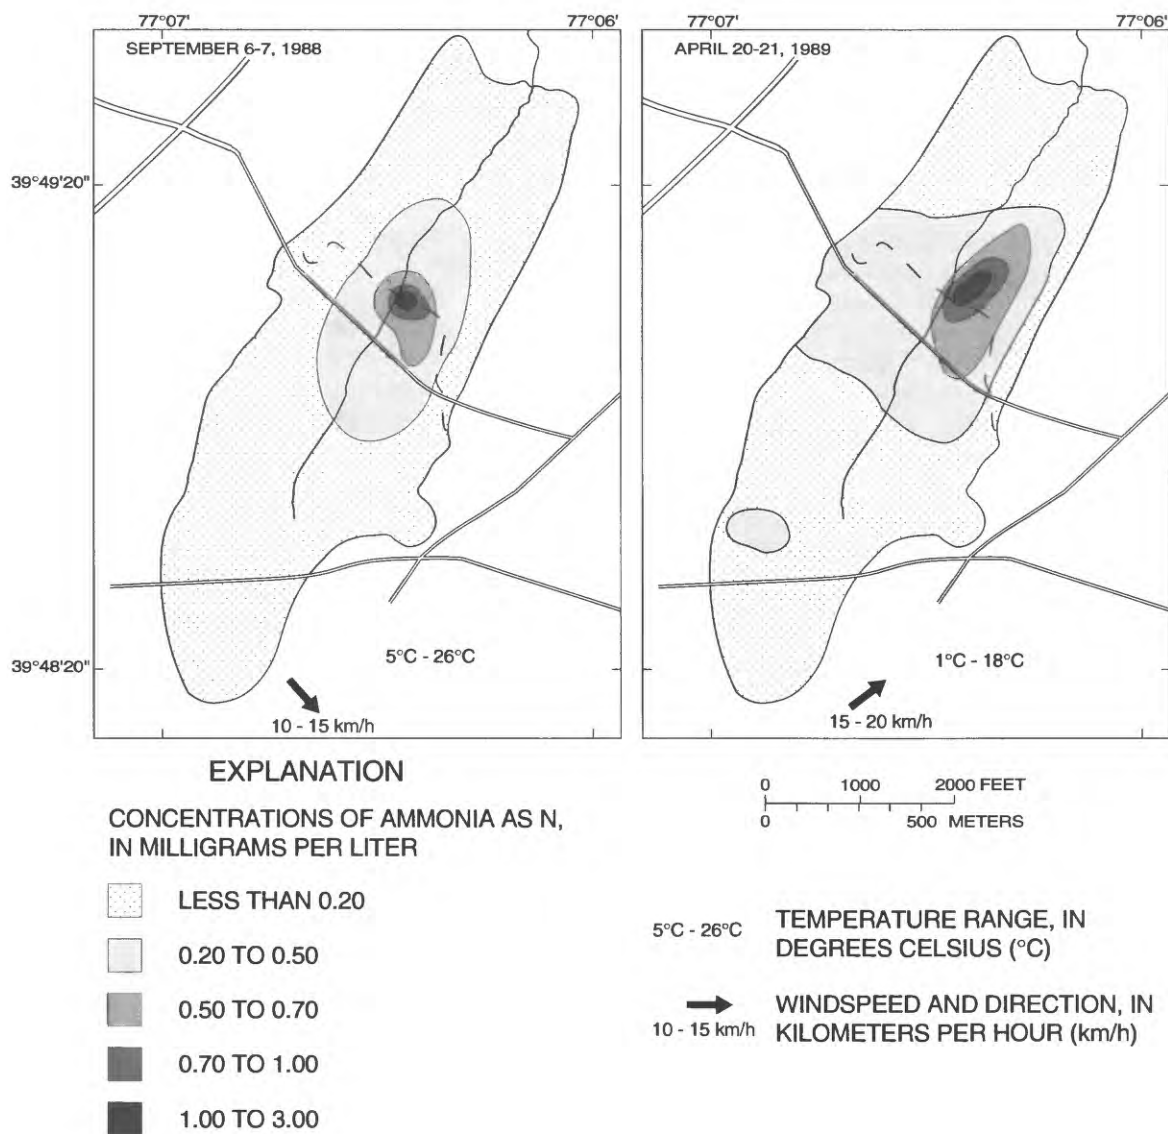 77°07'
77°06'
77°07'
77°06'
SEPTEMBER 6-7, 1988
APRIL 20-21, 1989
39°49'20"
39°48'20"
5°C - 26°C
10 - 15 km/h
1°C - 18°C
15 - 20 km/h
EXPLANATION
CONCENTRATIONS OF AMMONIA AS N,
IN MILLIGRAMS PER LITER
LESS THAN 0.20
0.20 TO 0.50
0.50 TO 0.70
0.70 TO 1.00
1.00 TO 3.00
0 1000 2000 FEET
0 500 METERS
5°C - 26°C
TEMPERATURE RANGE, IN
DEGREES CELSIUS (°C)
10 - 15 km/h
WINDSPEED AND DIRECTION, IN
KILOMETERS PER HOUR (km/h)